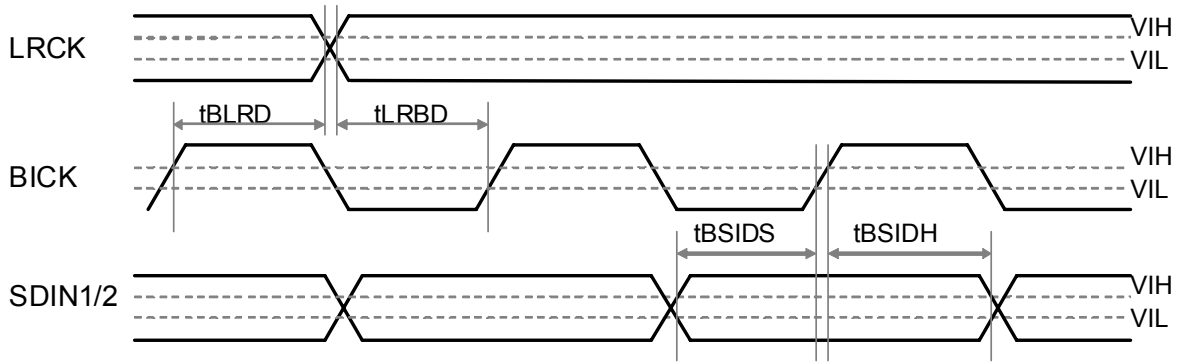 LRCK
VIH
VIL
tBLRD
tLRBD
BICK
VIH
VIL
tBSIDS
tBSIDH
SDIN1/2
VIH
VIL